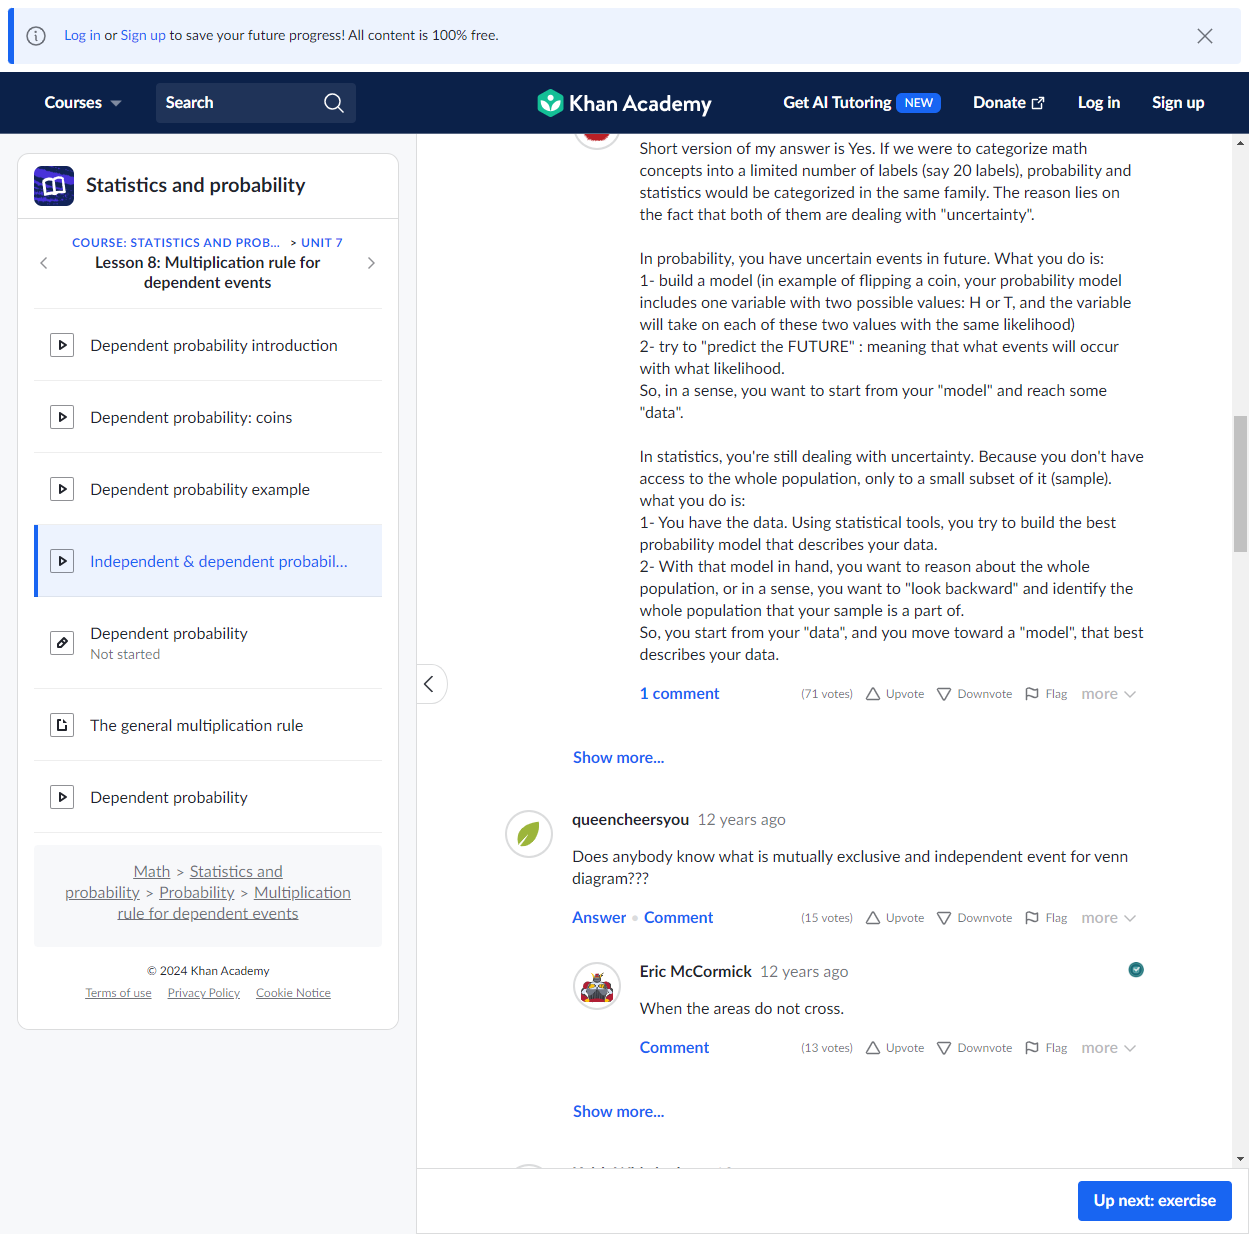 Log in or Sign up to save your future progress! All content is 100% free.
Courses
Search
Khan Academy
Get AI Tutoring NEW
Donate
Log in
Sign up
Statistics and probability
COURSE: STATISTICS AND PROB... > UNIT 7
Lesson 8: Multiplication rule for
dependent events
Dependent probability introduction
Dependent probability: coins
Dependent probability example
Independent & dependent probabil...
Dependent probability
Not started
The general multiplication rule
Dependent probability
Math > Statistics and
probability > Probability > Multiplication
rule for dependent events
© 2024 Khan Academy
Terms of use Privacy Policy Cookie Notice
Short version of my answer is Yes. If we were to categorize math
concepts into a limited number of labels (say 20 labels), probability and
statistics would be categorized in the same family. The reason lies on
the fact that both of them are dealing with "uncertainty".
In probability, you have uncertain events in future. What you do is:
1- build a model (in example of flipping a coin, your probability model
includes one variable with two possible values: H or T, and the variable
will take on each of these two values with the same likelihood)
2- try to "predict the FUTURE" : meaning that what events will occur
with what likelihood.
So, in a sense, you want to start from your "model" and reach some
"data".
In statistics, you're still dealing with uncertainty. Because you don't have
access to the whole population, only to a small subset of it (sample).
what you do is:
1- You have the data. Using statistical tools, you try to build the best
probability model that describes your data.
2- With that model in hand, you want to reason about the whole
population, or in a sense, you want to "look backward" and identify the
whole population that your sample is a part of.
So, you start from your "data", and you move toward a "model", that best
describes your data.
1 comment (71 votes) Upvote Downvote Flag more
Show more...
queencheersyou 12 years ago
Does anybody know what is mutually exclusive and independent event for venn
diagram???
Answer • Comment (15 votes) Upvote Downvote Flag more
Eric McCormick 12 years ago
When the areas do not cross.
Comment (13 votes) Upvote Downvote Flag more
Show more...
Up next: exercise